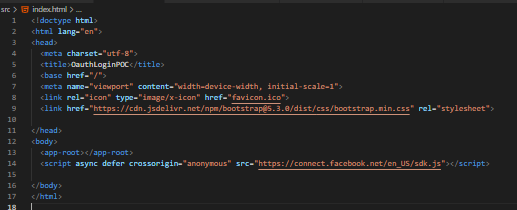 src > index.html > ...
1 <!doctype html>
2 <html lang="en">
3 <head>
4 <meta charset="utf-8">
5 <title>OauthLoginPOC</title>
6 <base href="/">
7 <meta name="viewport" content="width=device-width, initial-scale=1">
8 <link rel="icon" type="image/x-icon" href="favicon.ico">
9 <link href="https://cdn.jsdelivr.net/npm/bootstrap@5.3.0/dist/css/bootstrap.min.css" rel="stylesheet">
10
11 </head>
12 <body>
13 <app-root></app-root>
14 <script async defer crossorigin="anonymous" src="https://connect.facebook.net/en_US/sdk.js"></script>
15
16 </body>
17 </html>
18